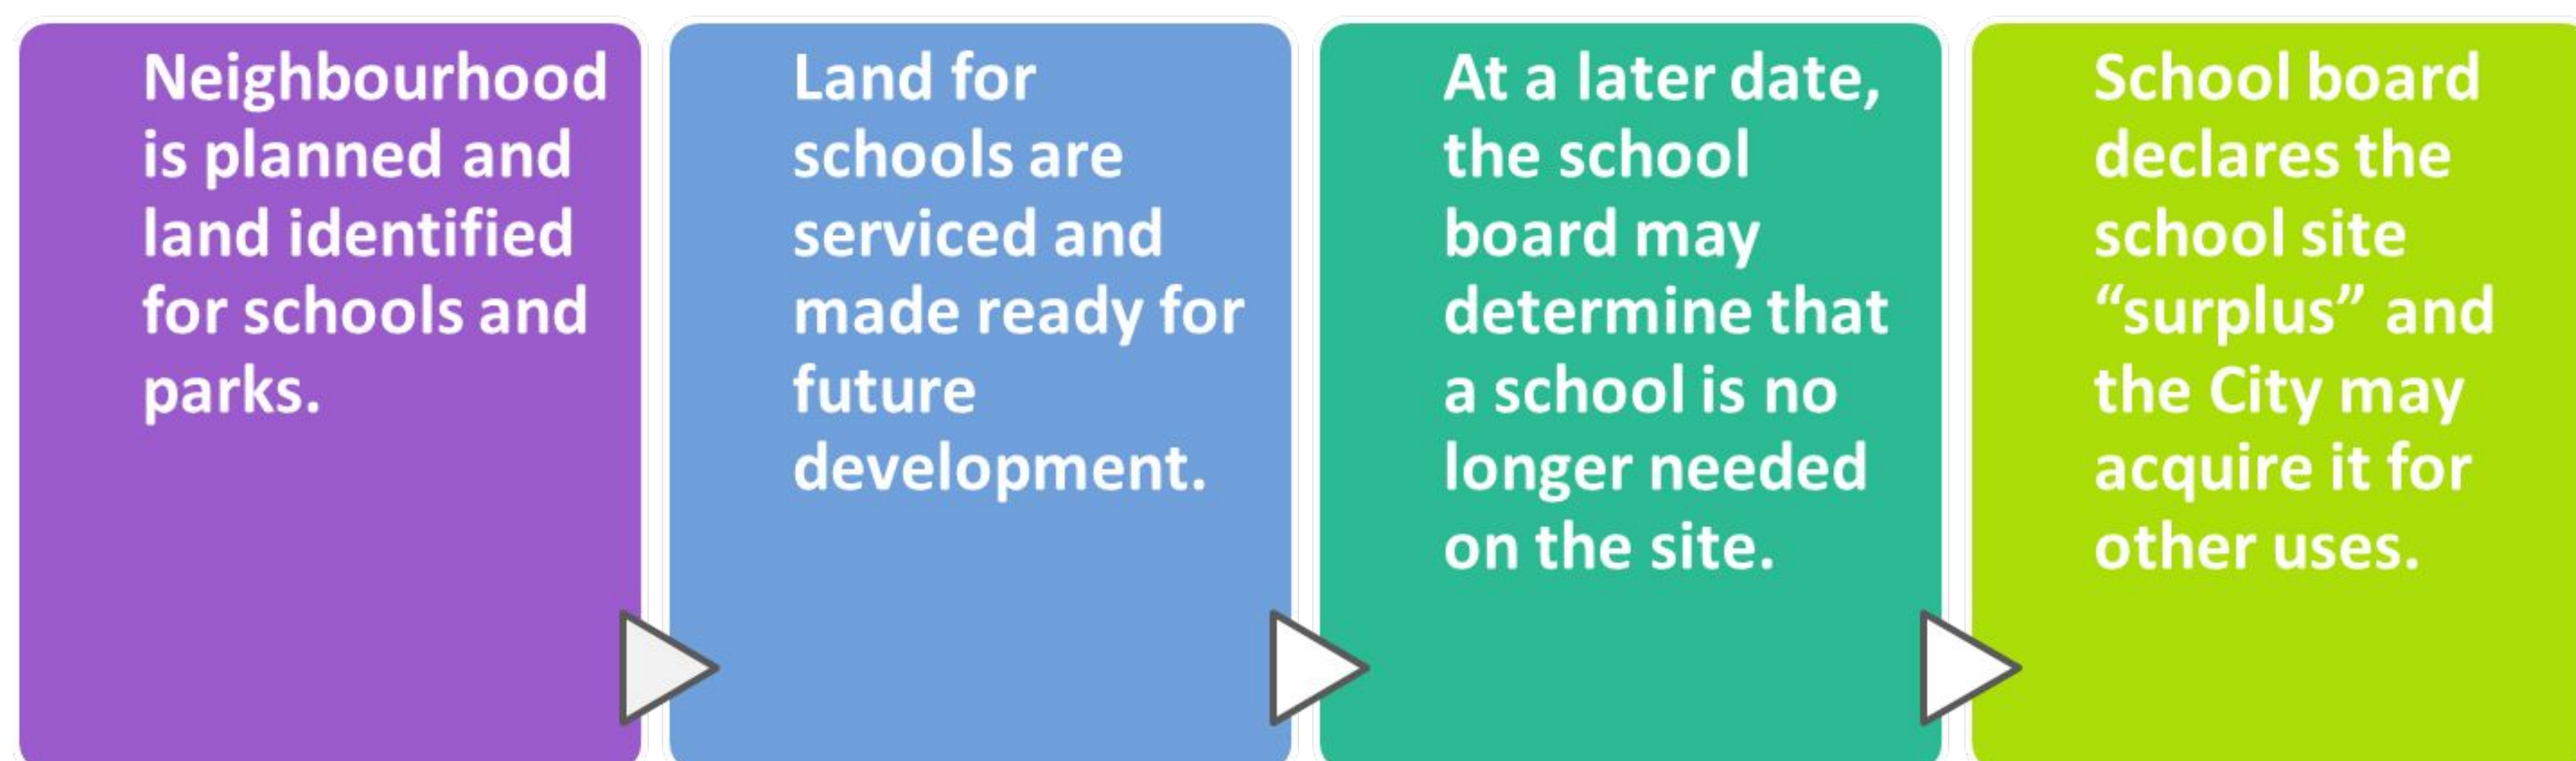 Neighbourhood
is planned and
land identified
for schools and
parks.
Land for
schools are
serviced and
made ready for
future
development.
At a later date,
the school
board may
determine that
a school is no
longer needed
on the site.
School board
declares the
school site
“surplus” and
the City may
acquire it for
other uses.